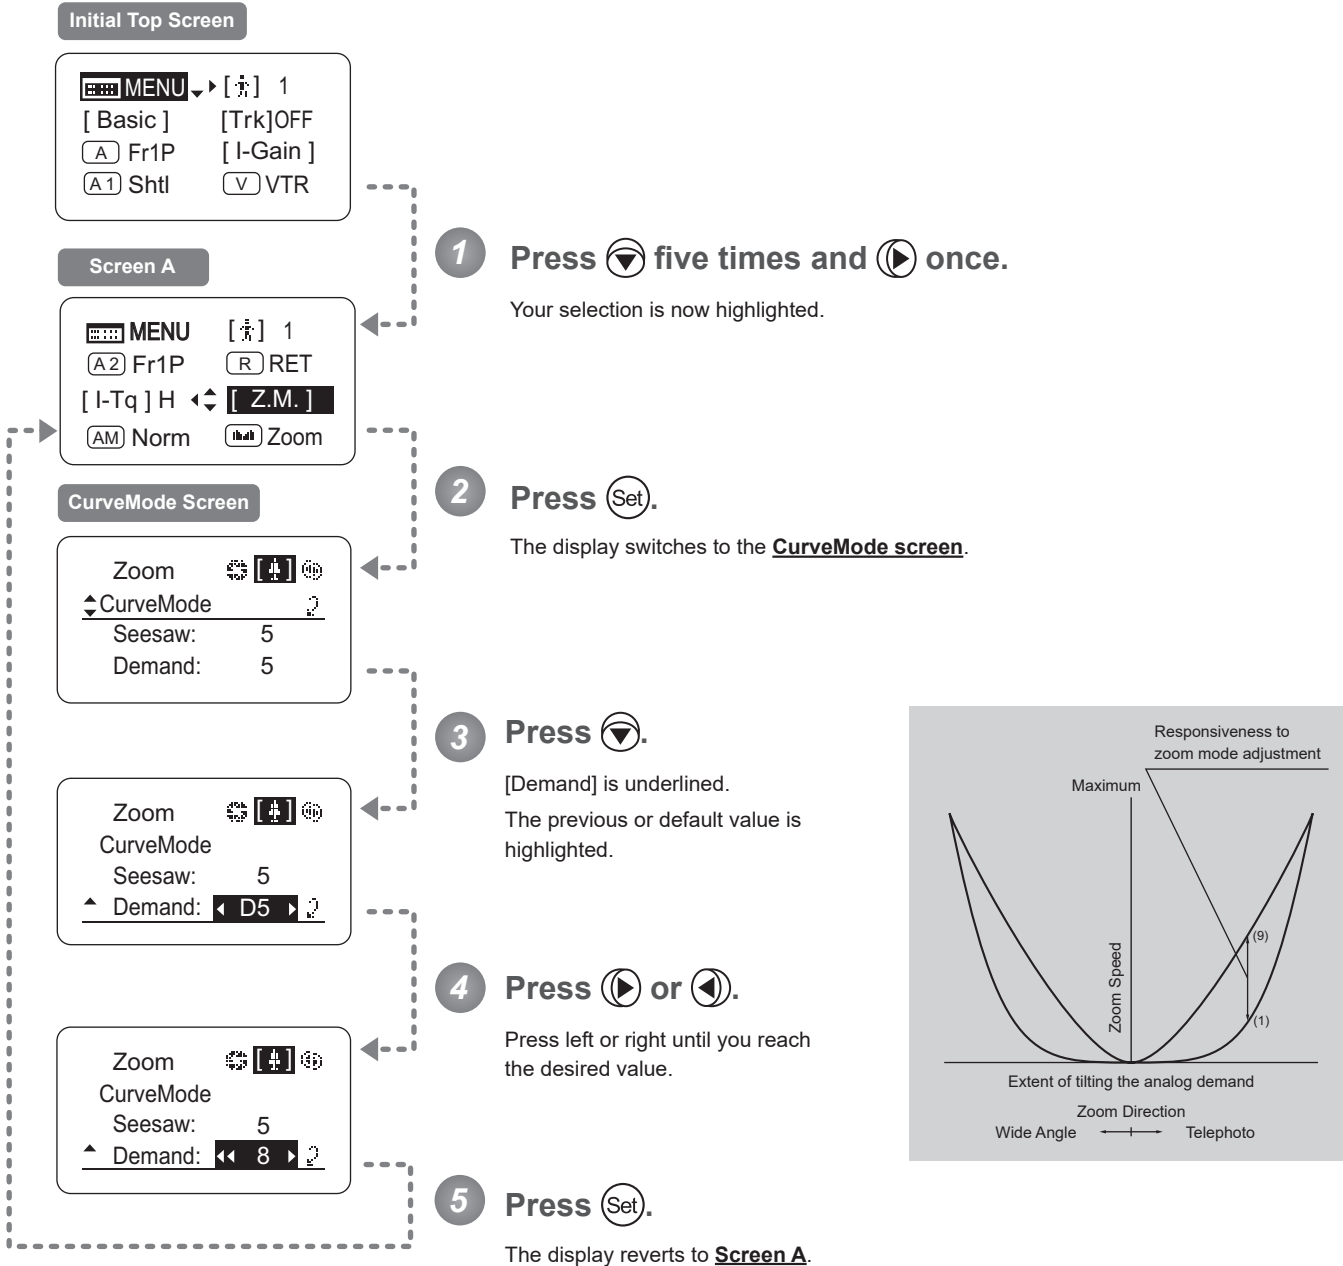 Initial Top Screen
MENU [ ] 1
[ Basic ] [Trk]OFF
A Fr1P [ I-Gain ]
A 1 Shtl V VTR
1 Press five times and once.
Your selection is now highlighted.
Screen A
MENU [ ] 1
A 2 Fr1P R RET
[ I-Tq ] H [ Z.M. ]
AM Norm Zoom
2 Press Set.
The display switches to the CurveMode screen.
CurveMode Screen
Zoom [ ]
CurveMode
Seesaw: 5
Demand: 5
3 Press .
[Demand] is underlined.
The previous or default value is
highlighted.
Zoom [ ]
CurveMode
Seesaw: 5
Demand: D5
4 Press or .
Press left or right until you reach
the desired value.
Zoom [ ]
CurveMode
Seesaw: 5
Demand: 8
5 Press Set.
The display reverts to Screen A.
Responsiveness to
zoom mode adjustment
Maximum
Zoom Speed
(9)
(1)
Extent of tilting the analog demand
Zoom Direction
Wide Angle Telephoto